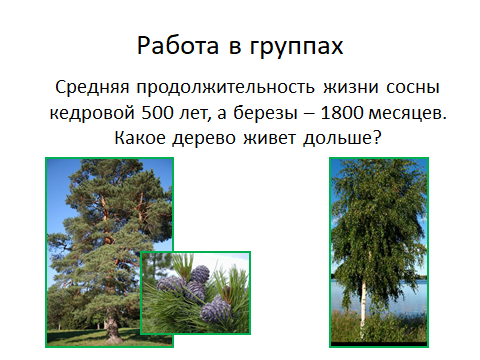 Работа в группах
Средняя продолжительность жизни сосны
кедровой 500 лет, а березы – 1800 месяцев.
Какое дерево живет дольше?